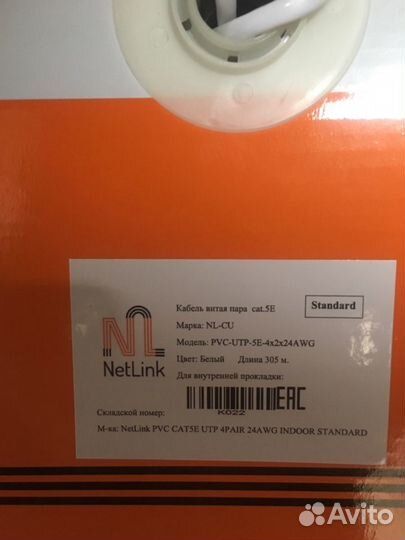 Кабель витая пара cat.5E
Standard
Марка: NL-CU
Модель: PVC-UTP-5E-4x2x24AWG
NetLink
Цвет: Белый Длина 305 м.
Для внутренней прокладки:
EAC
Складской номер:
K022
М-ка: NetLink PVC CAT5E UTP 4PAIR 24AWG INDOOR STANDARD
Avito